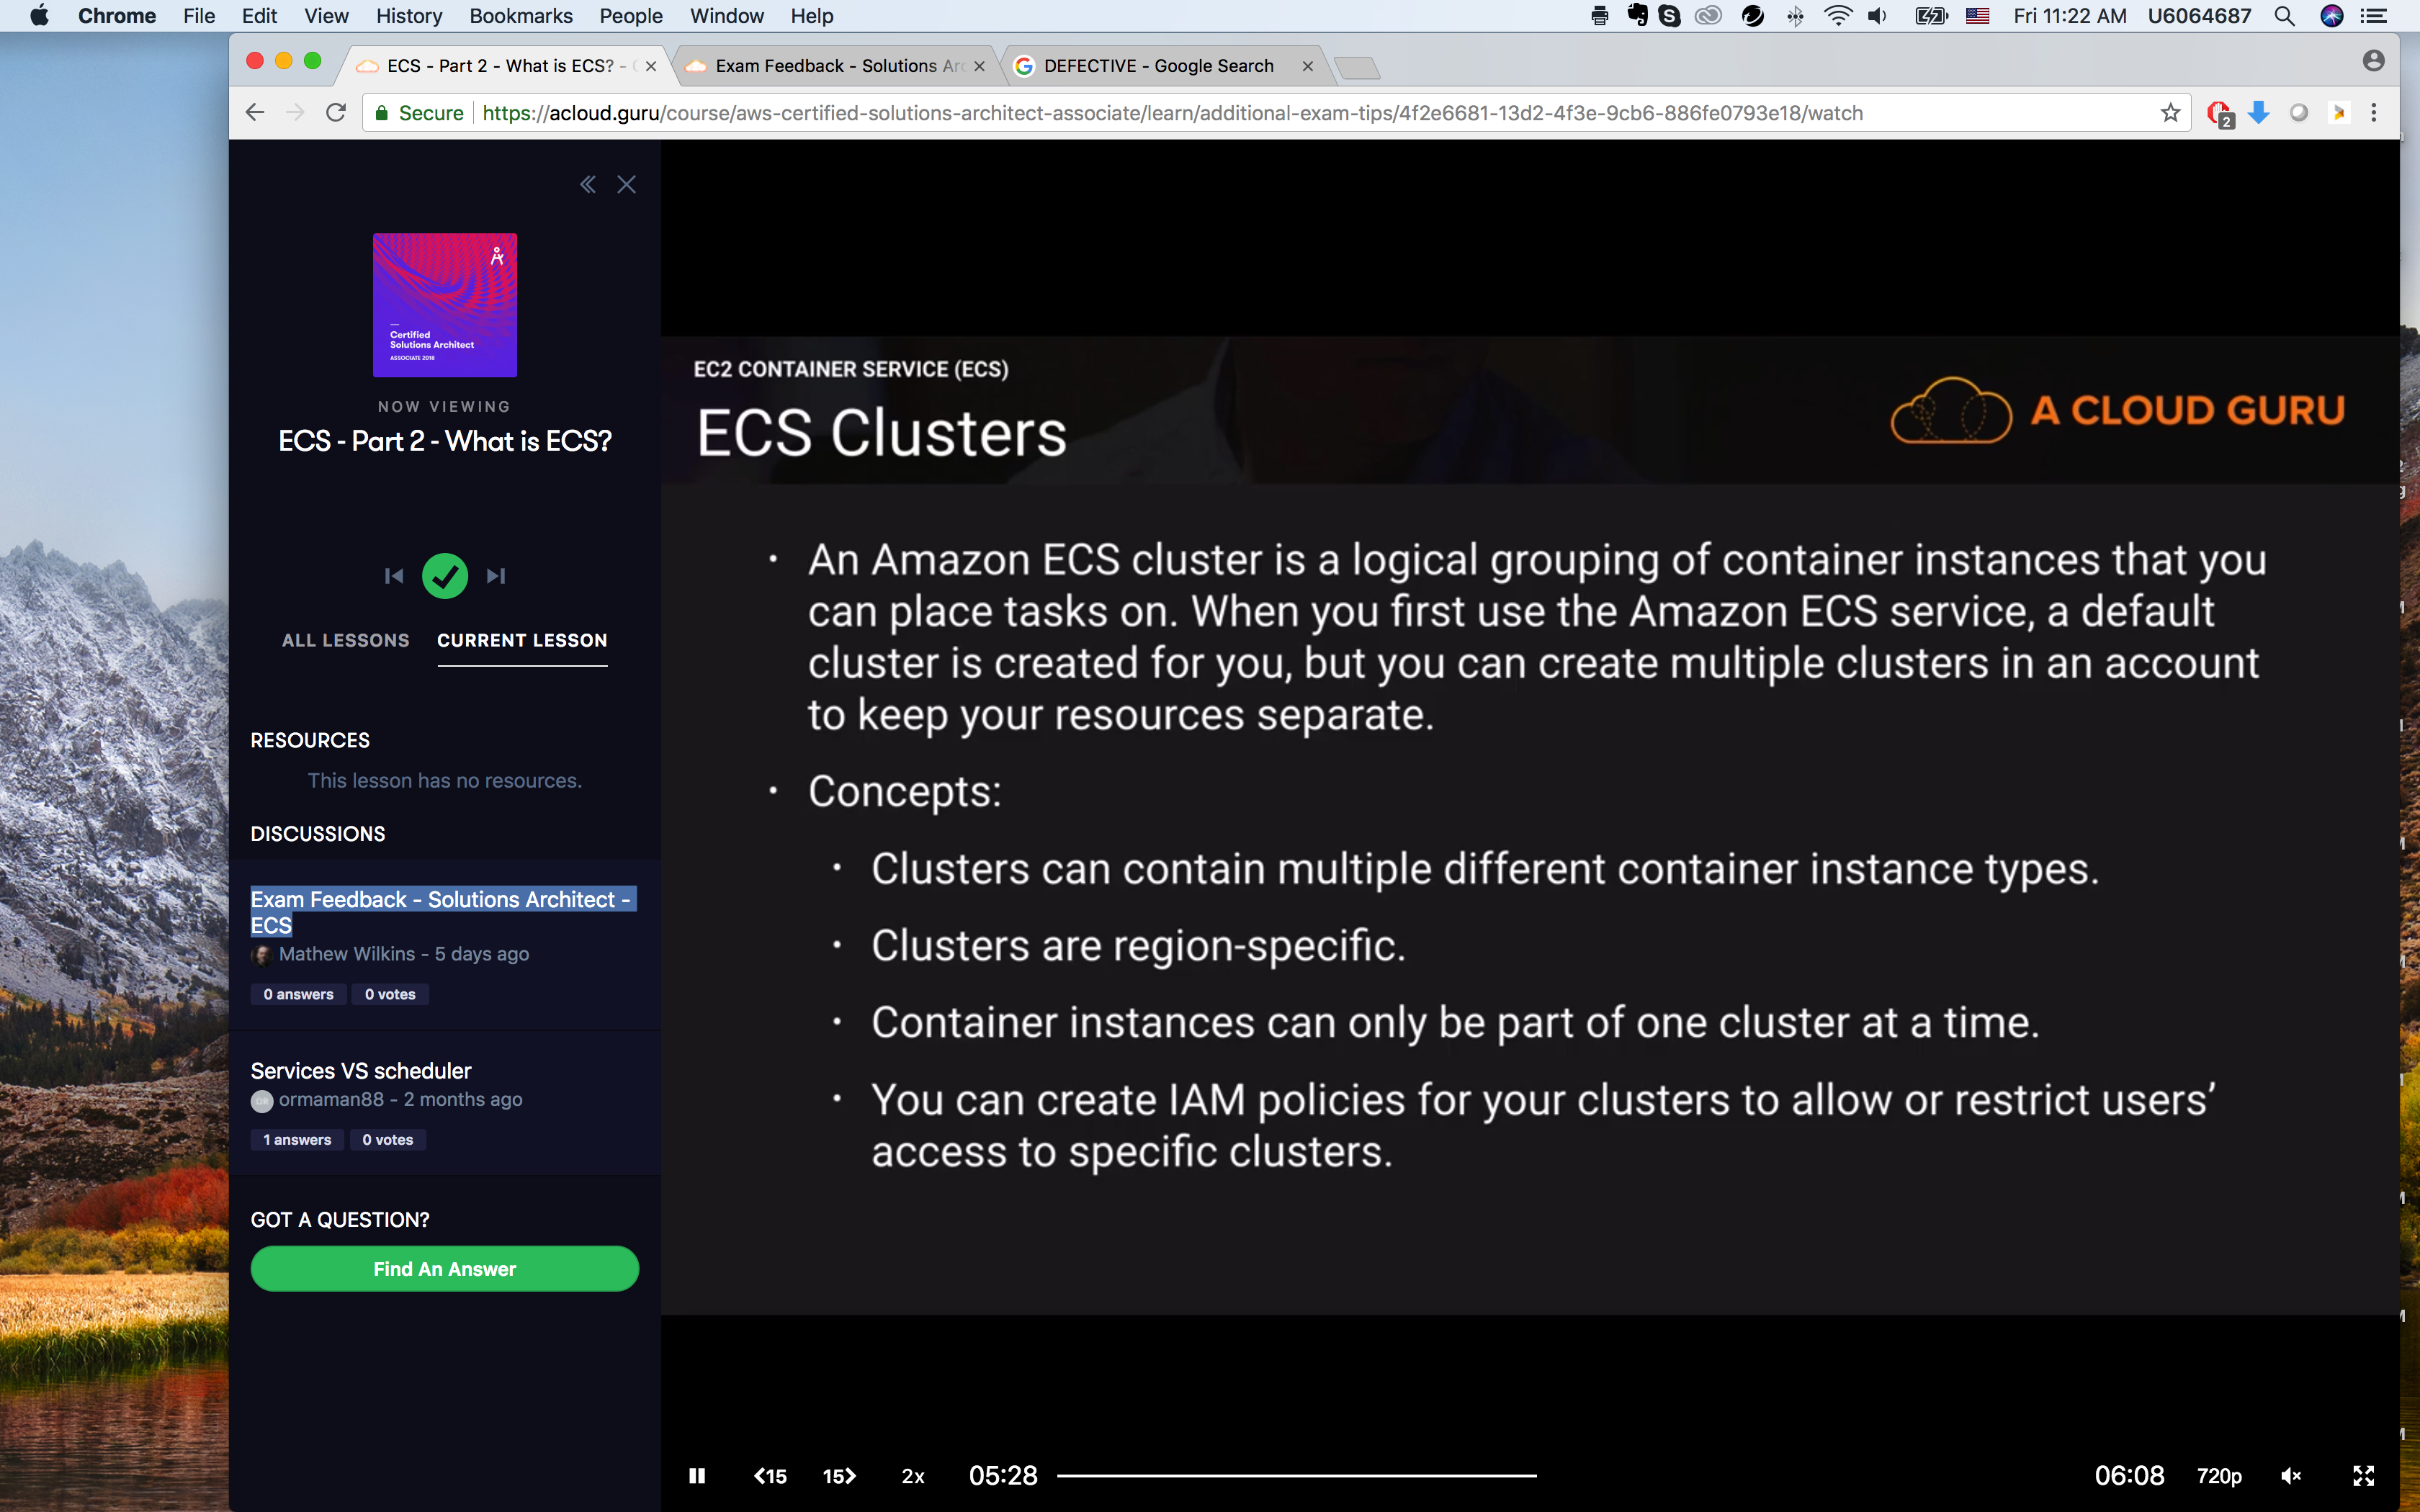 Chrome File Edit View History Bookmarks People Window Help
Fri 11:22 AM U6064687
ECS - Part 2 - What is ECS? -
Exam Feedback - Solutions Arc
DEFECTIVE - Google Search
Secure https://acloud.guru/course/aws-certified-solutions-architect-associate/learn/additional-exam-tips/4f2e6681-13d2-4f3e-9cb6-886fe0793e18/watch
2
Certified
Solutions Architect
ASSOCIATE 2018
NOW VIEWING
ECS - Part 2 - What is ECS?
ALL LESSONS CURRENT LESSON
RESOURCES
This lesson has no resources.
DISCUSSIONS
Exam Feedback - Solutions Architect -
ECS
Mathew Wilkins - 5 days ago
0 answers 0 votes
Services VS scheduler
ormaman88 - 2 months ago
1 answers 0 votes
GOT A QUESTION?
Find An Answer
EC2 CONTAINER SERVICE (ECS)
ECS Clusters
A CLOUD GURU
• An Amazon ECS cluster is a logical grouping of container instances that you
can place tasks on. When you first use the Amazon ECS service, a default
cluster is created for you, but you can create multiple clusters in an account
to keep your resources separate.
• Concepts:
• Clusters can contain multiple different container instance types.
• Clusters are region-specific.
• Container instances can only be part of one cluster at a time.
• You can create IAM policies for your clusters to allow or restrict users’
access to specific clusters.
<15 15> 2x 05:28 06:08 720p